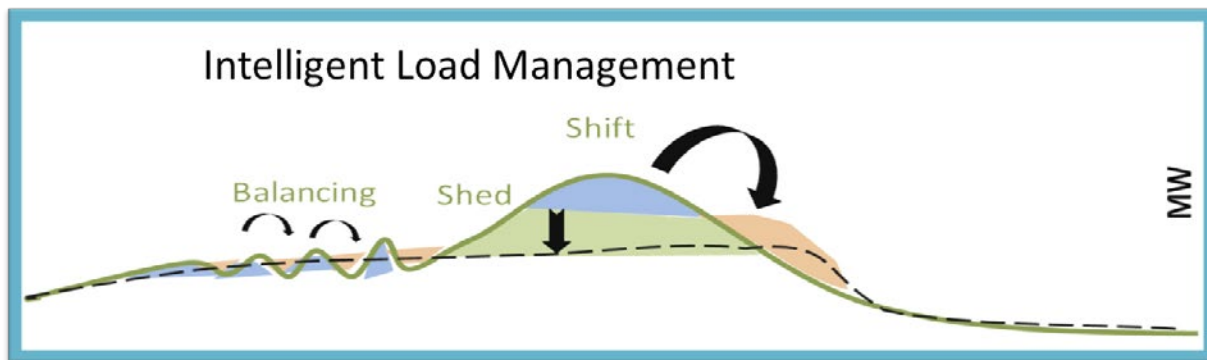 Intelligent Load Management
Shift
Balancing
Shed
MW